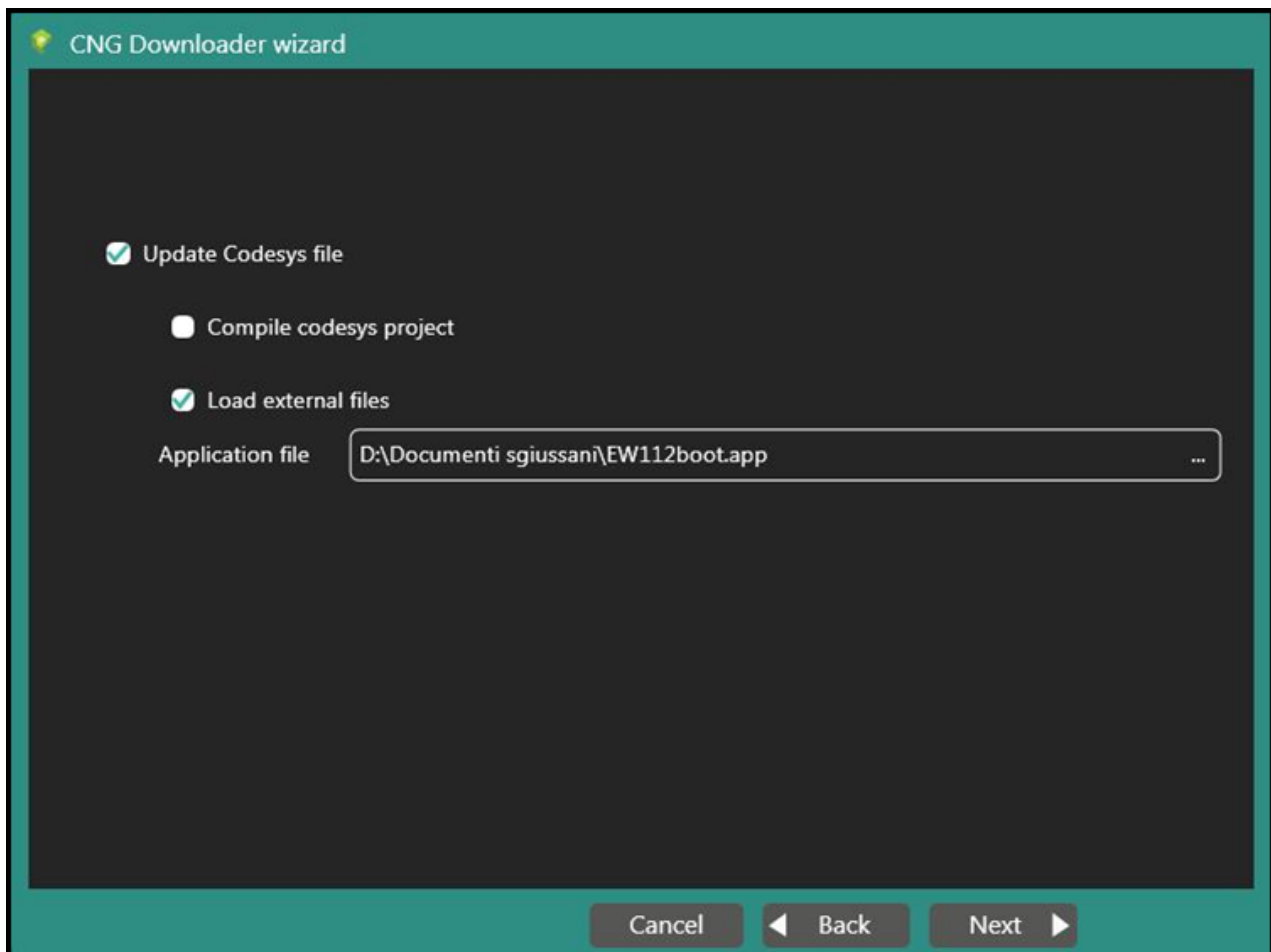 CNG Downloader wizard
Update Codesys file
Compile codesys project
Load external files
Application file D:\Documenti sgiussani\EW112boot.app ...
Cancel Back Next